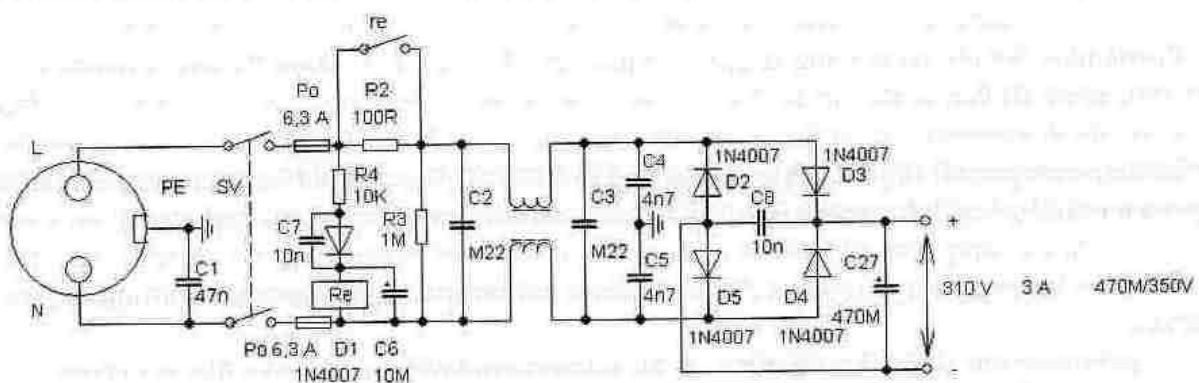 re
Po
6,3 A
R2
100R
L
PE
SV
R4
10K
C7
10n
R3
1M
C2
M22
C3
M22
C4
4n7
C5
4n7
1N4007
D2
1N4007
D3
C8
10n
C1
47n
Re
N
Po 6,3 A
D1
1N4007
C6
10M
D5
1N4007
D4
1N4007
C27
470M
+
310 V 3 A 470M/350V
-